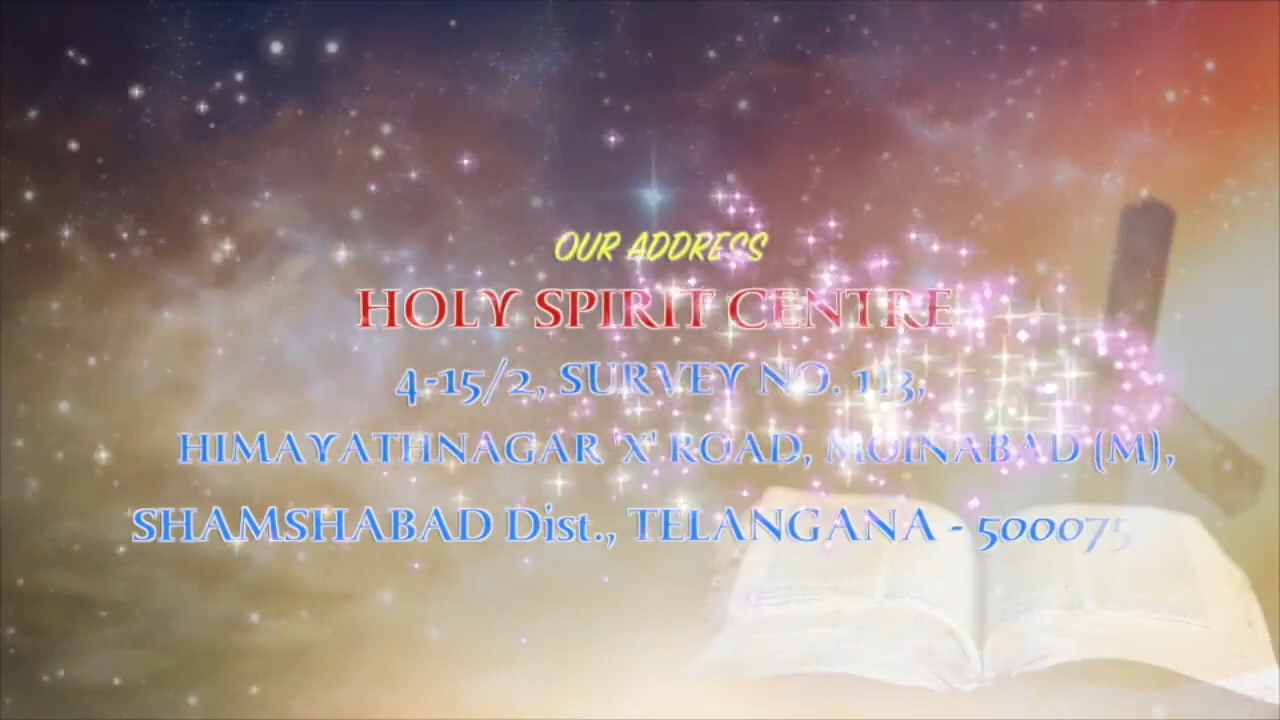 OUR ADDRESS
HOLY SPIRIT CENTRE
4-15/2, SURVEY NO. 113,
HIMAYATHNAGAR 'X' ROAD, MOINABAD (M),
SHAMSHABAD Dist., TELANGANA - 500075